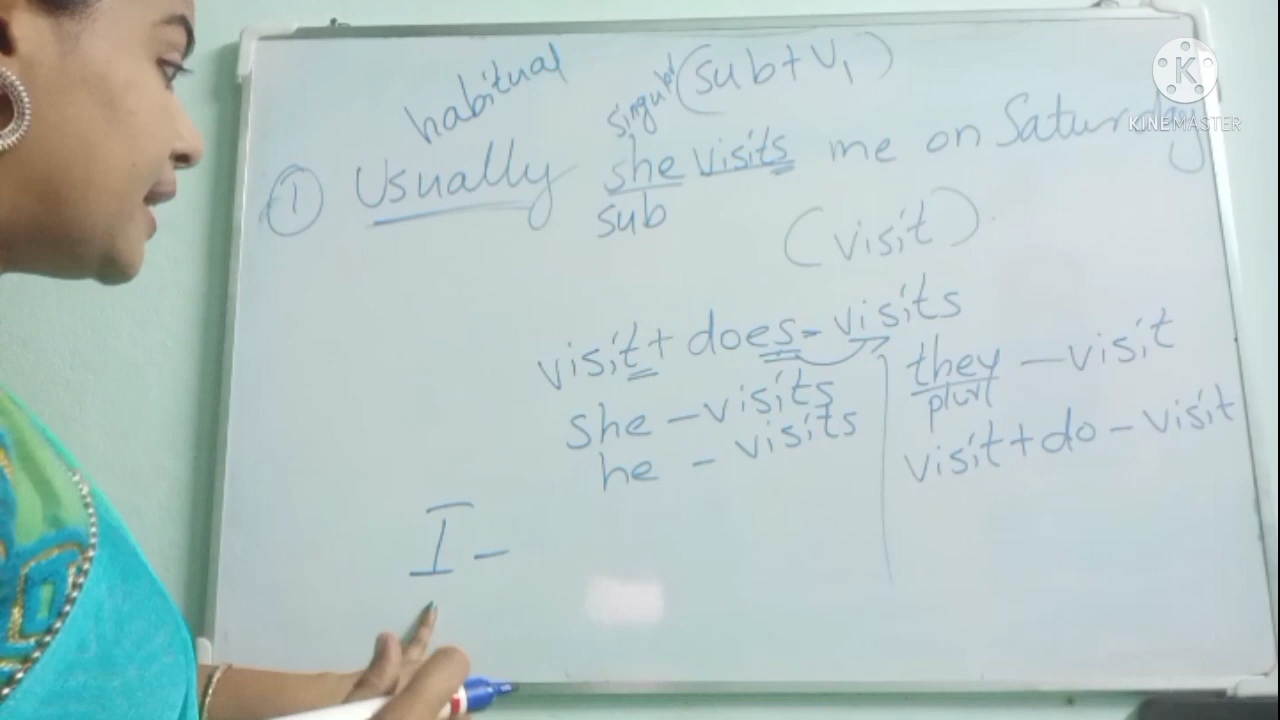 habitual singular (sub+V1)
① Usually she visits me on Saturday
sub
(visit).
visit + does - visits
she - visits
he - visits
they - visit
plurl
visit + do - visit
I -
K
KINEMASTER